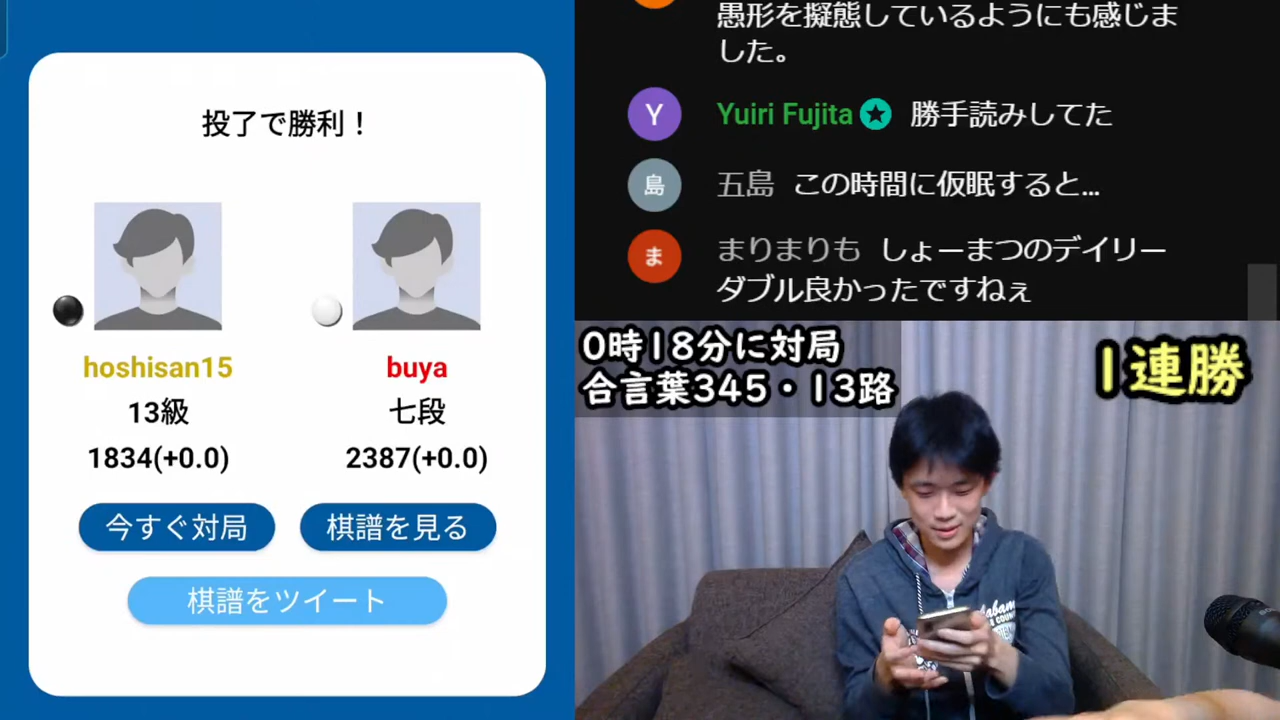 投了で勝利！
hoshisan15
13級
1834(+0.0)
buya
七段
2387(+0.0)
今すぐ対局
棋譜を見る
棋譜をツイート
愚形を擬態しているようにも感じま
した。
Y
Yuiri Fujita 勝手読みしてた
島
五島 この時間に仮眠すると...
ま
まりまりも しょーまつのデイリー
ダブル良かったですねぇ
0時18分に対局
合言葉345・13路
1連勝